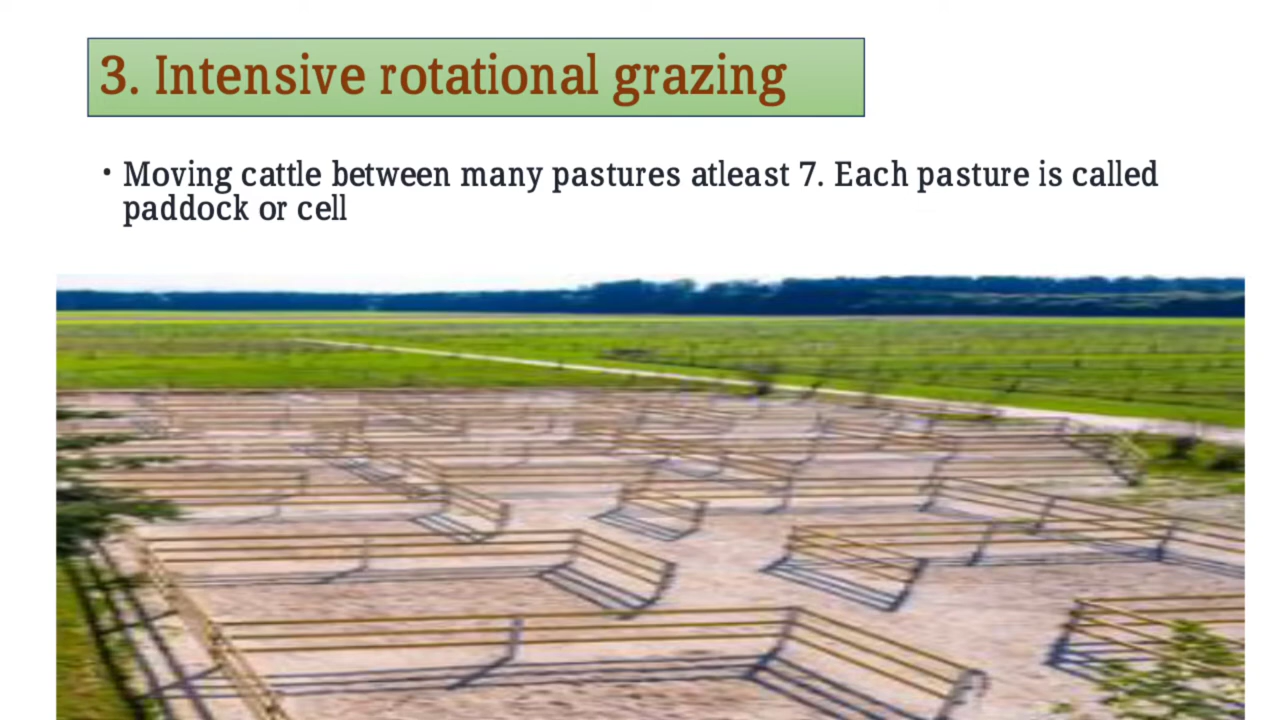 3. Intensive rotational grazing
• Moving cattle between many pastures atleast 7. Each pasture is called
paddock or cell